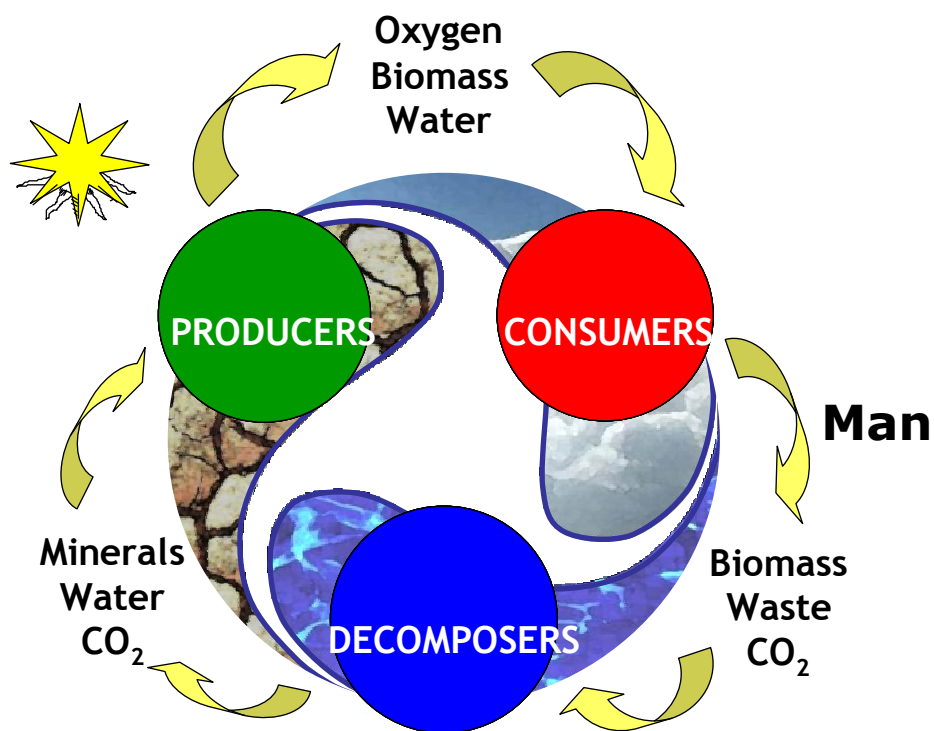 Oxygen
Biomass
Water
PRODUCERS
CONSUMERS
Man
Minerals
Water
CO₂
Biomass
Waste
CO₂
DECOMPOSERS